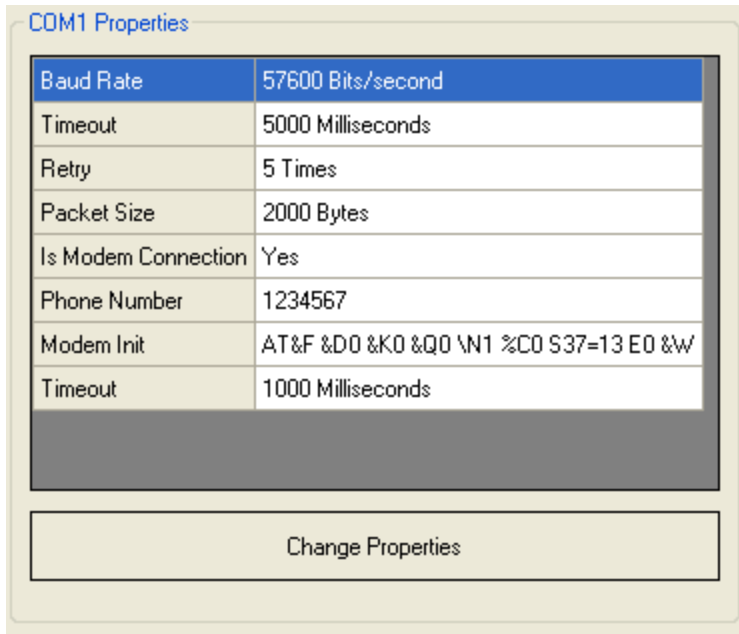 COM1 Properties
Baud Rate 57600 Bits/second
Timeout 5000 Milliseconds
Retry 5 Times
Packet Size 2000 Bytes
Is Modem Connection Yes
Phone Number 1234567
Modem Init AT&F &D0 &K0 &Q0 \N1 %C0 S37=13 E0 &W
Timeout 1000 Milliseconds
Change Properties